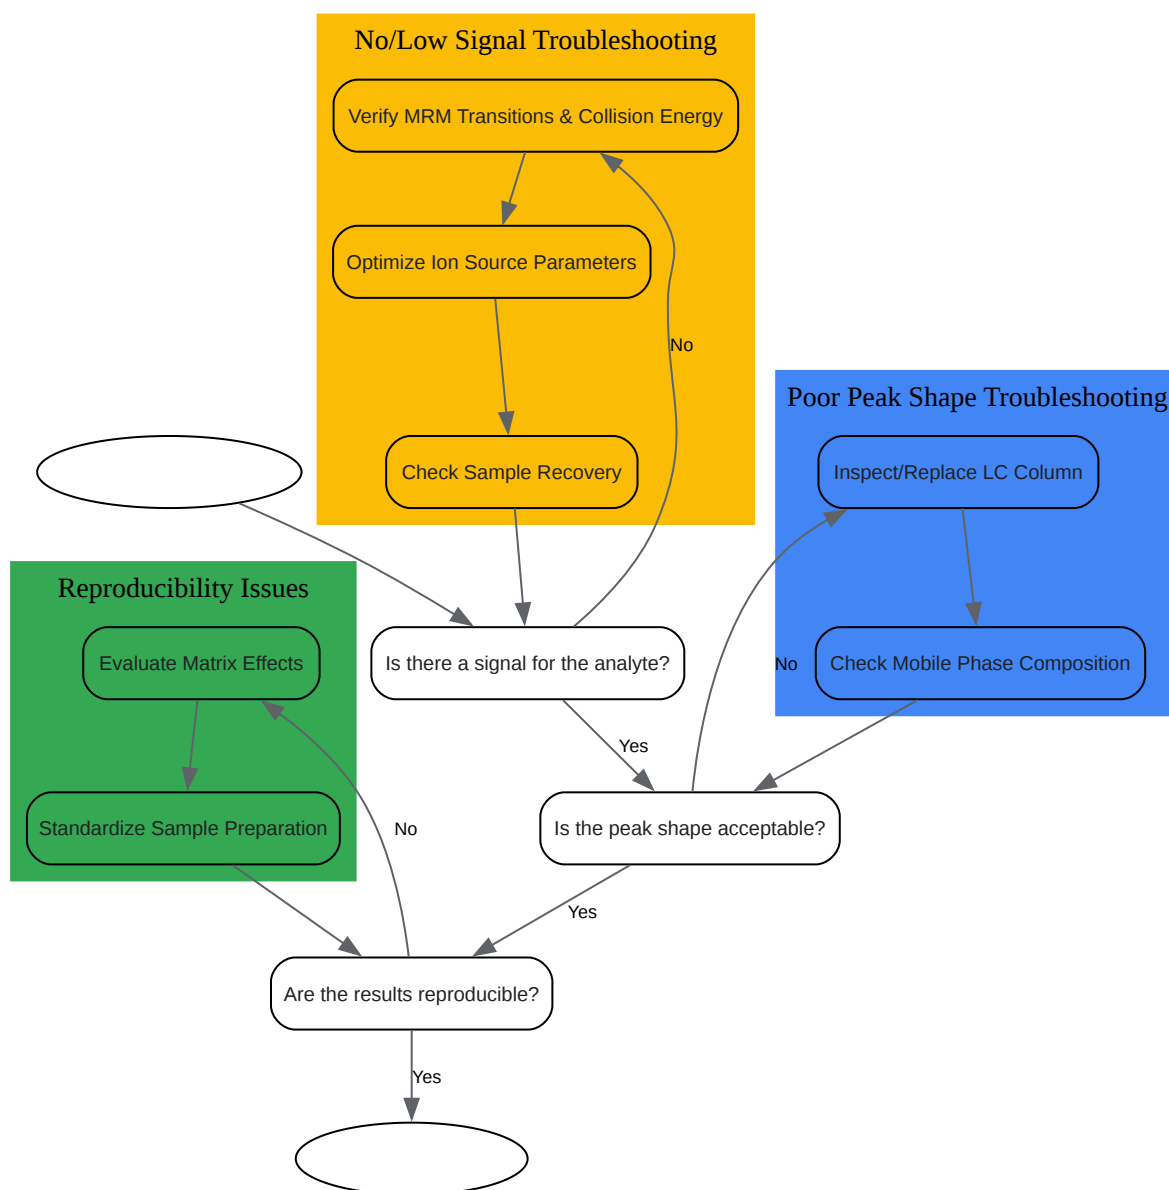 No/Low Signal Troubleshooting
Verify MRM Transitions & Collision Energy
Optimize Ion Source Parameters
No
Poor Peak Shape Troubleshooting
Check Sample Recovery
Inspect/Replace LC Column
Reproducibility Issues
Evaluate Matrix Effects
Is there a signal for the analyte?
No
Check Mobile Phase Composition
Yes
Standardize Sample Preparation
No
Is the peak shape acceptable?
Yes
Are the results reproducible?
Yes